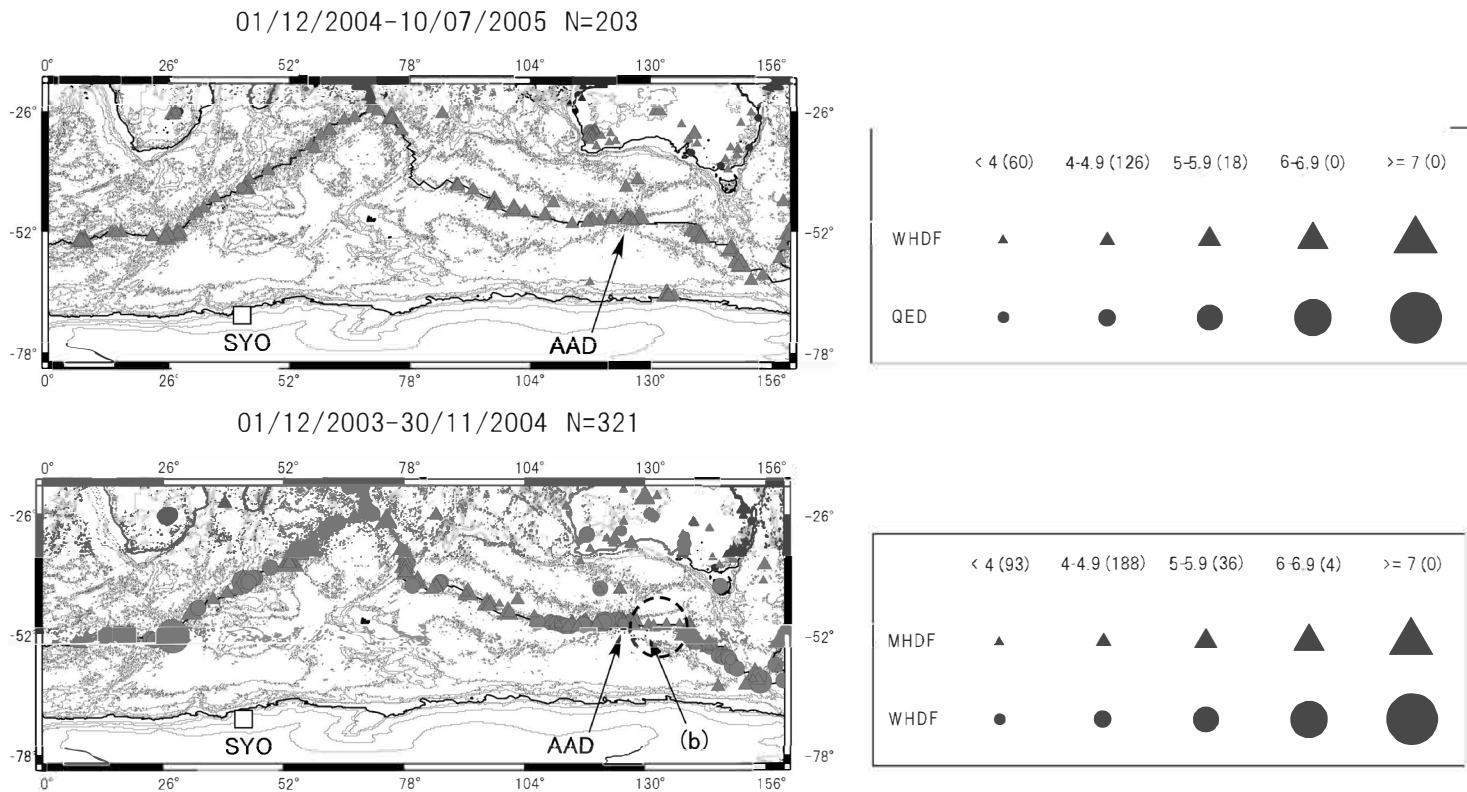 01/12/2004-10/07/2005 N=203
0° 26° 52° 78° 104° 130° 156°
-26° -26°
-52° -52°
-78° -78°
SYO
AAD
0° 26° 52° 78° 104° 130° 156°
< 4 (60) 4-4.9 (126) 5-5.9 (18) 6-6.9 (0) >= 7 (0)
WHDF
QED
01/12/2003-30/11/2004 N=321
0° 26° 52° 78° 104° 130° 156°
-26° -26°
-52° -52°
-78° -78°
SYO
AAD
(b)
0° 26° 52° 78° 104° 130° 156°
< 4 (93) 4-4.9 (188) 5-5.9 (36) 6-6.9 (4) >= 7 (0)
MHDF
WHDF